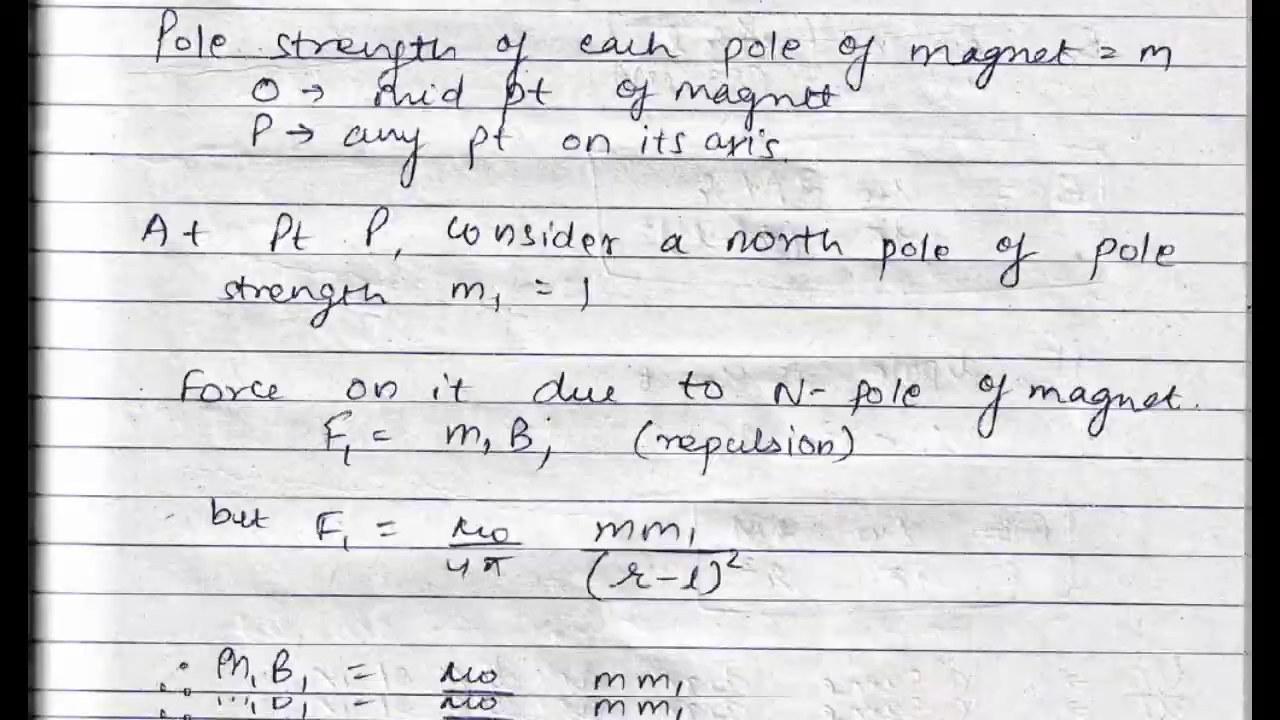 Pole strength of each pole of magnet = m
O → Mid pt of magnet
P → any pt on its axis.
At Pt P, consider a north pole of pole
strength m₁ = 1
Force on it due to N-pole of magnet.
F₁ = m₁B₁ (repulsion)
but F₁ = μ₀/4π mm₁/(r-l)²
∴ m₁B₁ = μ₀ mm₁